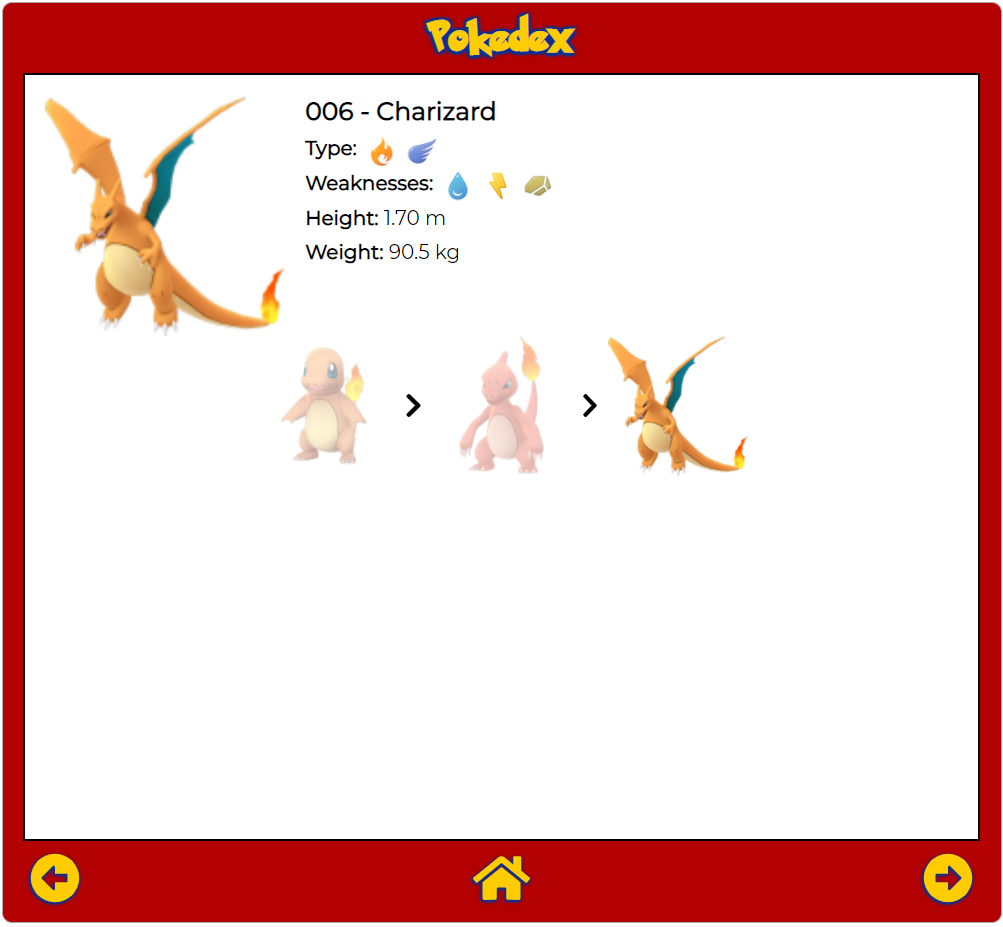 Pokedex
006 - Charizard
Type:
Weaknesses:
Height: 1.70 m
Weight: 90.5 kg